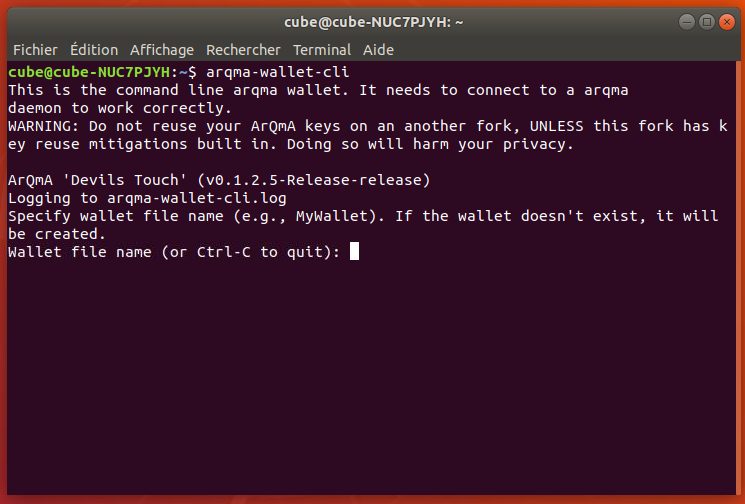 cube@cube-NUC7PJYH: ~
Fichier Édition Affichage Rechercher Terminal Aide
cube@cube-NUC7PJYH:~$ arqma-wallet-cli
This is the command line arqma wallet. It needs to connect to a arqma
daemon to work correctly.
WARNING: Do not reuse your ArQmA keys on an another fork, UNLESS this fork has k
ey reuse mitigations built in. Doing so will harm your privacy.
ArQmA 'Devils Touch' (v0.1.2.5-Release-release)
Logging to arqma-wallet-cli.log
Specify wallet file name (e.g., MyWallet). If the wallet doesn't exist, it will
be created.
Wallet file name (or Ctrl-C to quit):